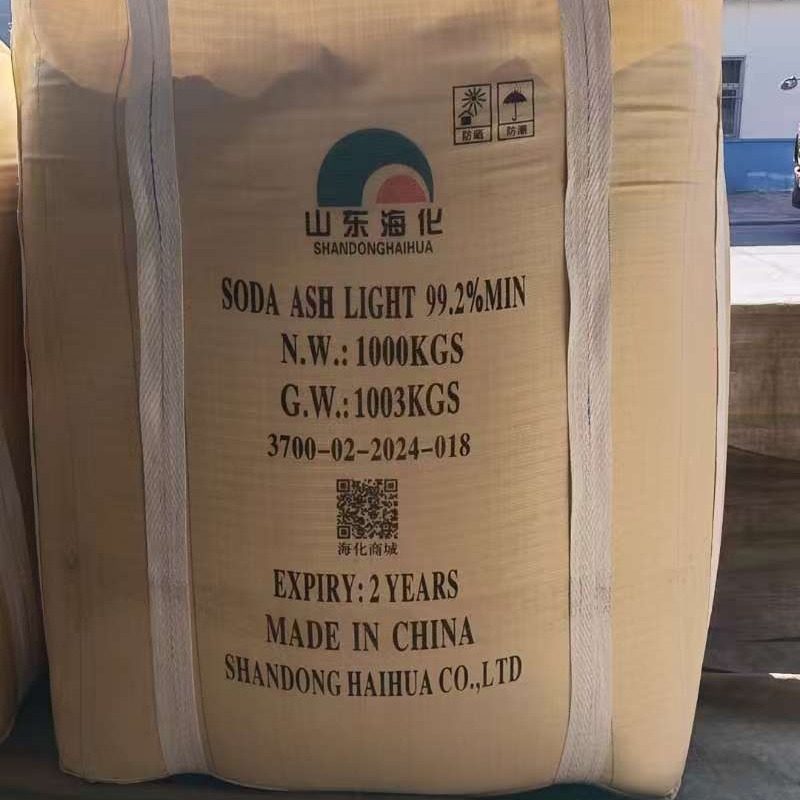 防晒 防潮
山东海化
SHANDONGHAIHUA
SODA ASH LIGHT 99.2%MIN
N.W.: 1000KGS
G.W.: 1003KGS
3700-02-2024-018
海化商城
EXPIRY: 2 YEARS
MADE IN CHINA
SHANDONG HAIHUA CO.,LTD